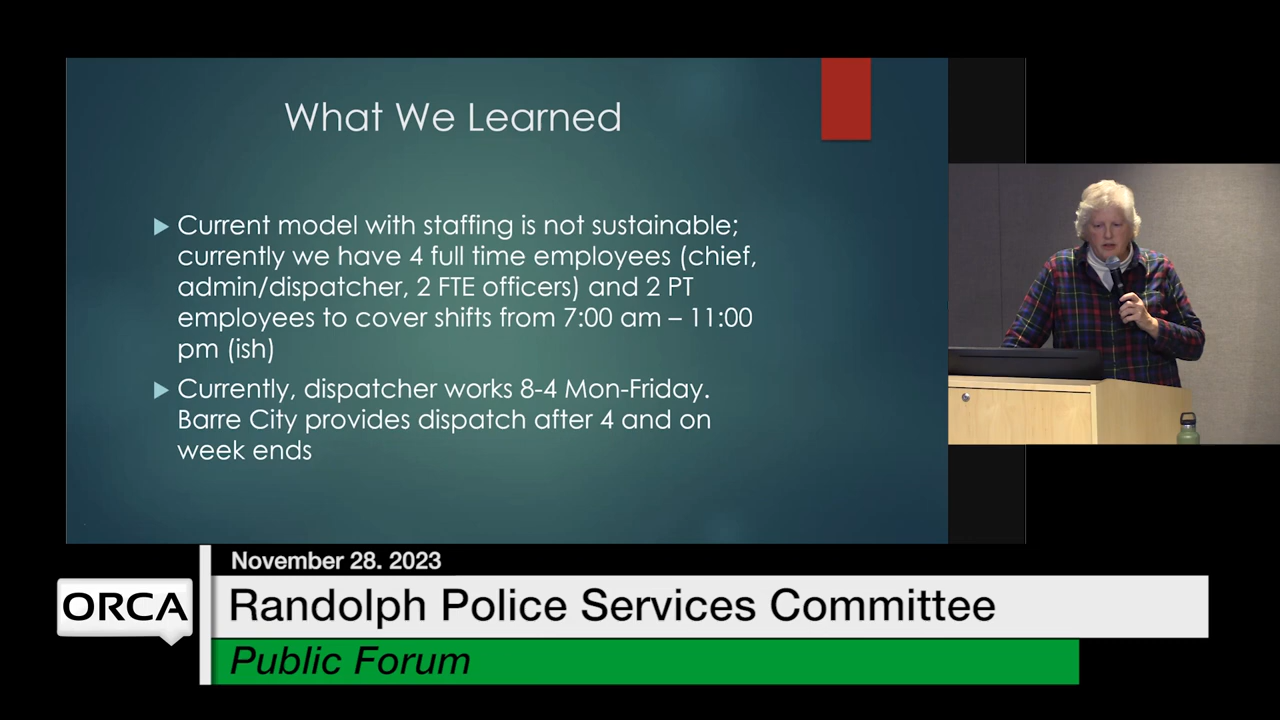 What We Learned
Current model with staffing is not sustainable;
currently we have 4 full time employees (chief,
admin/dispatcher, 2 FTE officers) and 2 PT
employees to cover shifts from 7:00 am – 11:00
pm (ish)
Currently, dispatcher works 8-4 Mon-Friday.
Barre City provides dispatch after 4 and on
week ends
November 28. 2023
ORCA
Randolph Police Services Committee
Public Forum